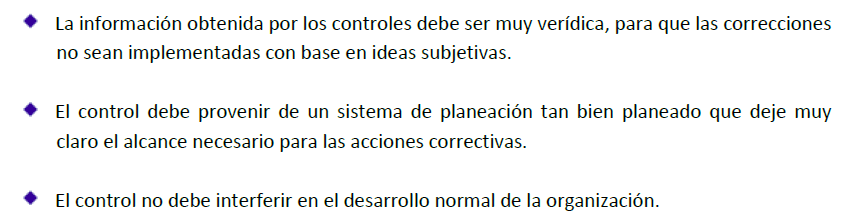 La información obtenida por los controles debe ser muy verídica, para que las correcciones
no sean implementadas con base en ideas subjetivas.
El control debe provenir de un sistema de planeación tan bien planeado que deje muy
claro el alcance necesario para las acciones correctivas.
El control no debe interferir en el desarrollo normal de la organización.